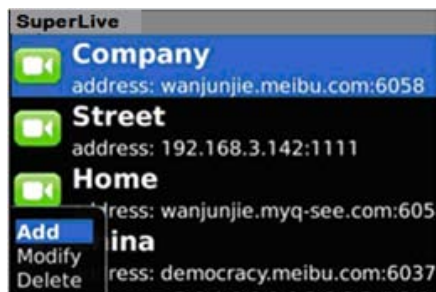 SuperLive
Company
address: wanjunjie.meibu.com:6058
Street
address: 192.168.3.142:1111
Home
dress: wanjunjie.myq-see.com:605
Add
ina
Modify
ress: democracy.meibu.com:6037
Delete